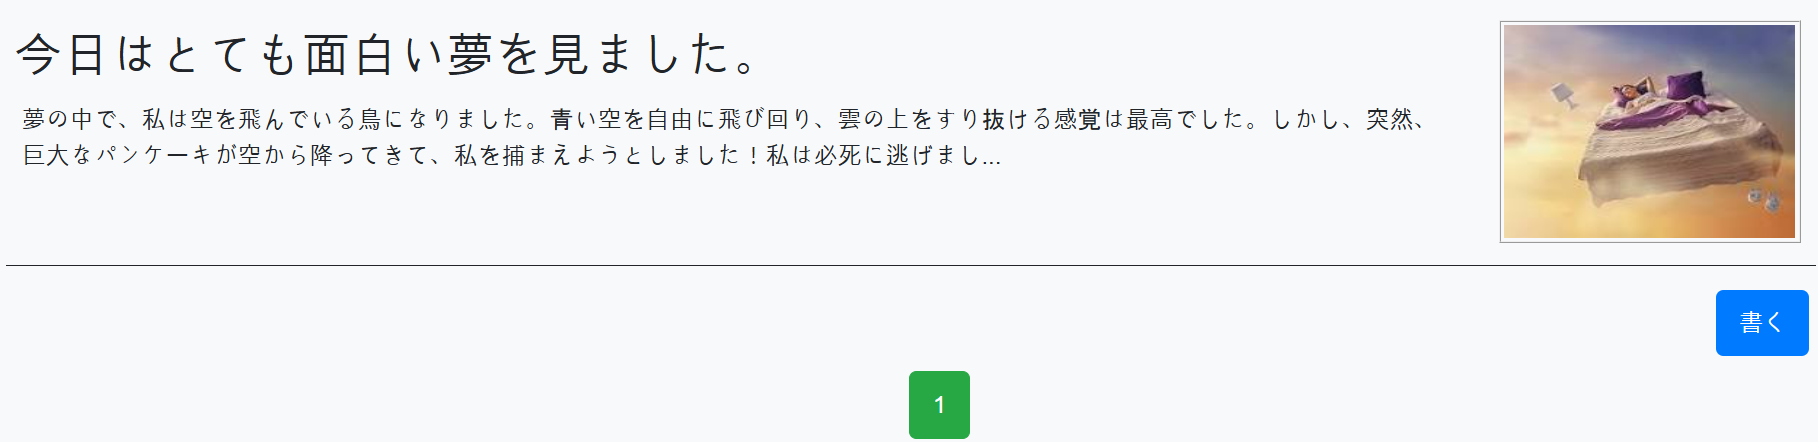 今日はとても面白い夢を見ました。
夢の中で、私は空を飛んでいる鳥になりました。青い空を自由に飛び回り、雲の上をすり抜ける感覚は最高でした。しかし、突然、
巨大なパンケーキが空から降ってきて、私を捕まえようとしました！私は必死に逃げまし...
書く
1